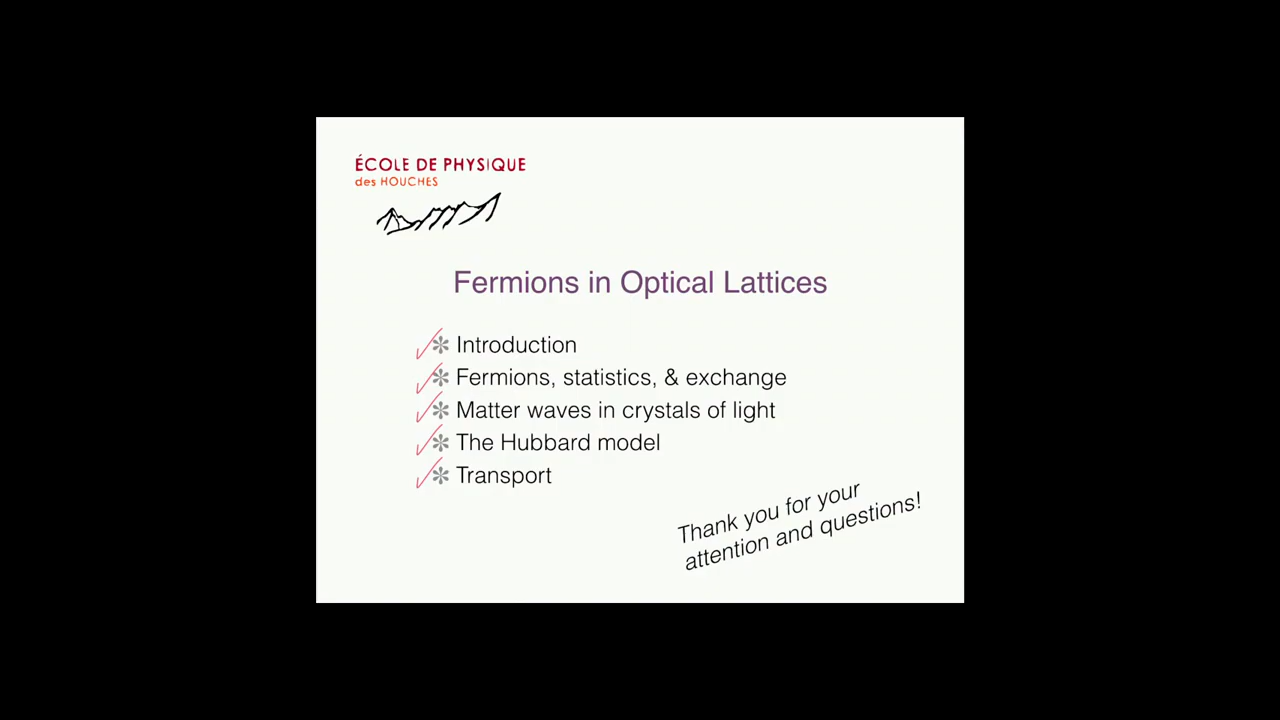 ÉCOLE DE PHYSIQUE
des HOUCHES
Fermions in Optical Lattices
✓✻ Introduction
✓✻ Fermions, statistics, & exchange
✓✻ Matter waves in crystals of light
✓✻ The Hubbard model
✓✻ Transport
Thank you for your
attention and questions!